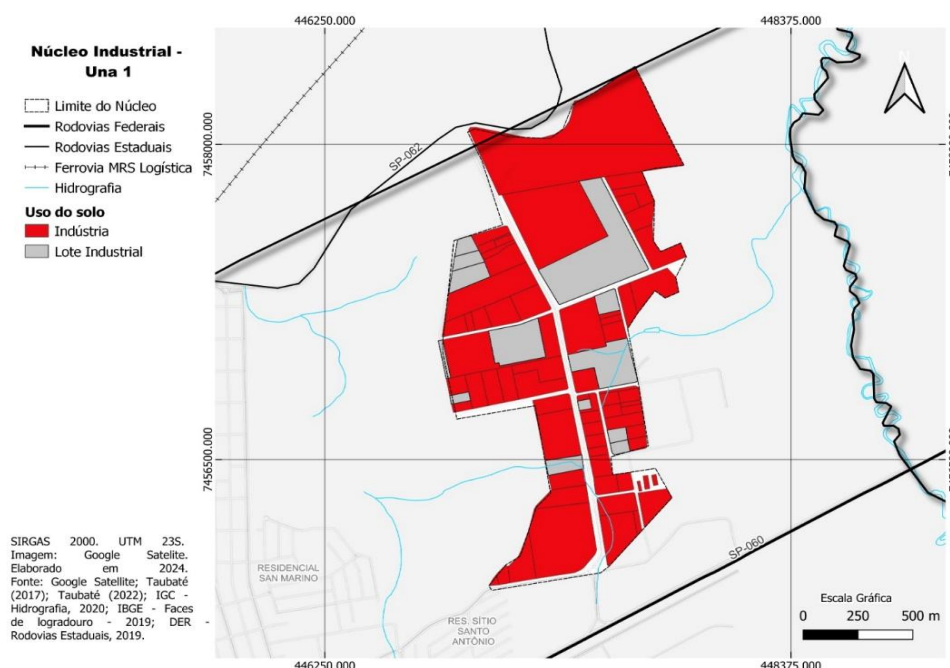 446250.000
448375.000
Núcleo Industrial -
Una 1
Limite do Núcleo
Rodovias Federais
Rodovias Estaduais
Ferrovia MRS Logística
Hidrografia
Uso do solo
Indústria
Lote Industrial
7458000.000
SP-062
7456500.000
SP-060
RESIDENCIAL
SAN MARINO
RES. SÍTIO
SANTO
ANTÔNIO
SIRGAS 2000. UTM 23S.
Imagem: Google Satelite.
Elaborado em 2024.
Fonte: Google Satellite; Taubaté
(2017); Taubaté (2022); IGC -
Hidrografia, 2020; IBGE - Faces
de logradouro - 2019; DER -
Rodovias Estaduais, 2019.
Escala Gráfica
0 250 500 m
446250.000
448375.000